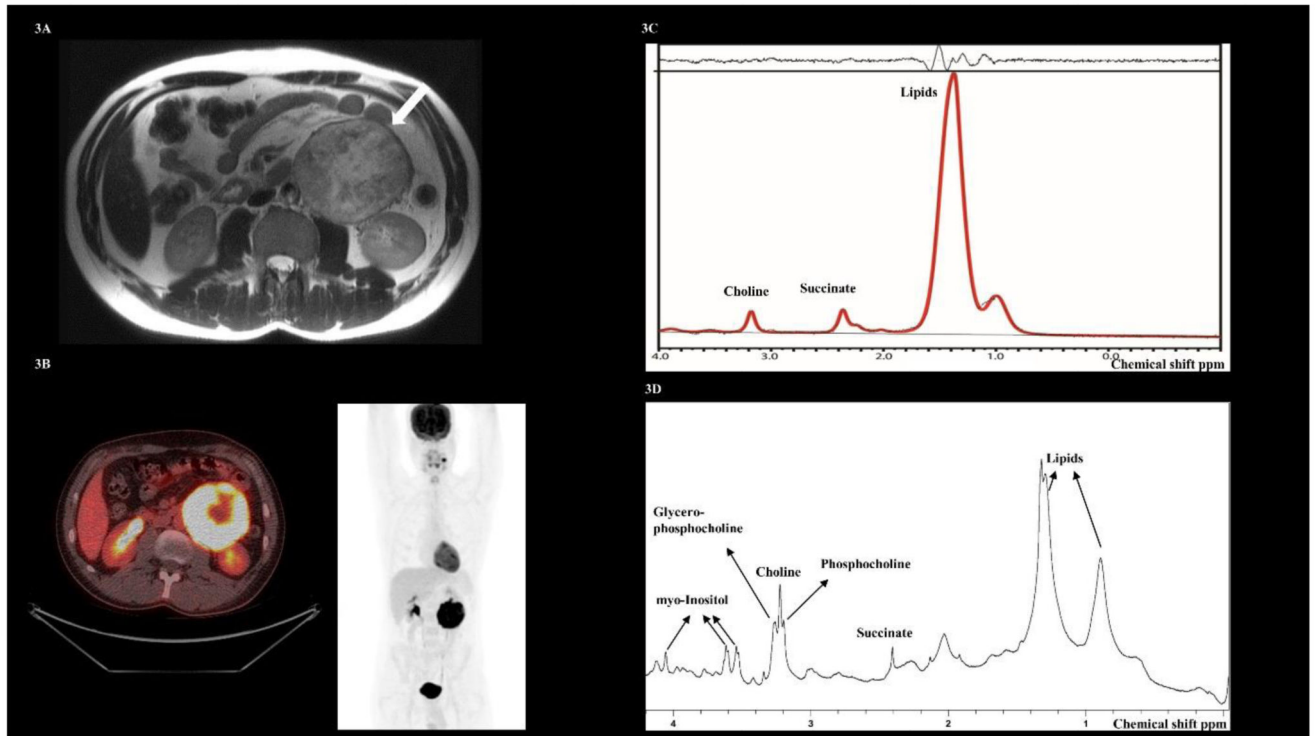 3A
3B
3C
Lipids
Choline
Succinate
4.0 3.0 2.0 1.0 0.0
Chemical shift ppm
3D
Lipids
Glycero-
phosphocholine
Choline
Phosphocholine
myo-Inositol
Succinate
4 3 2 1
Chemical shift ppm